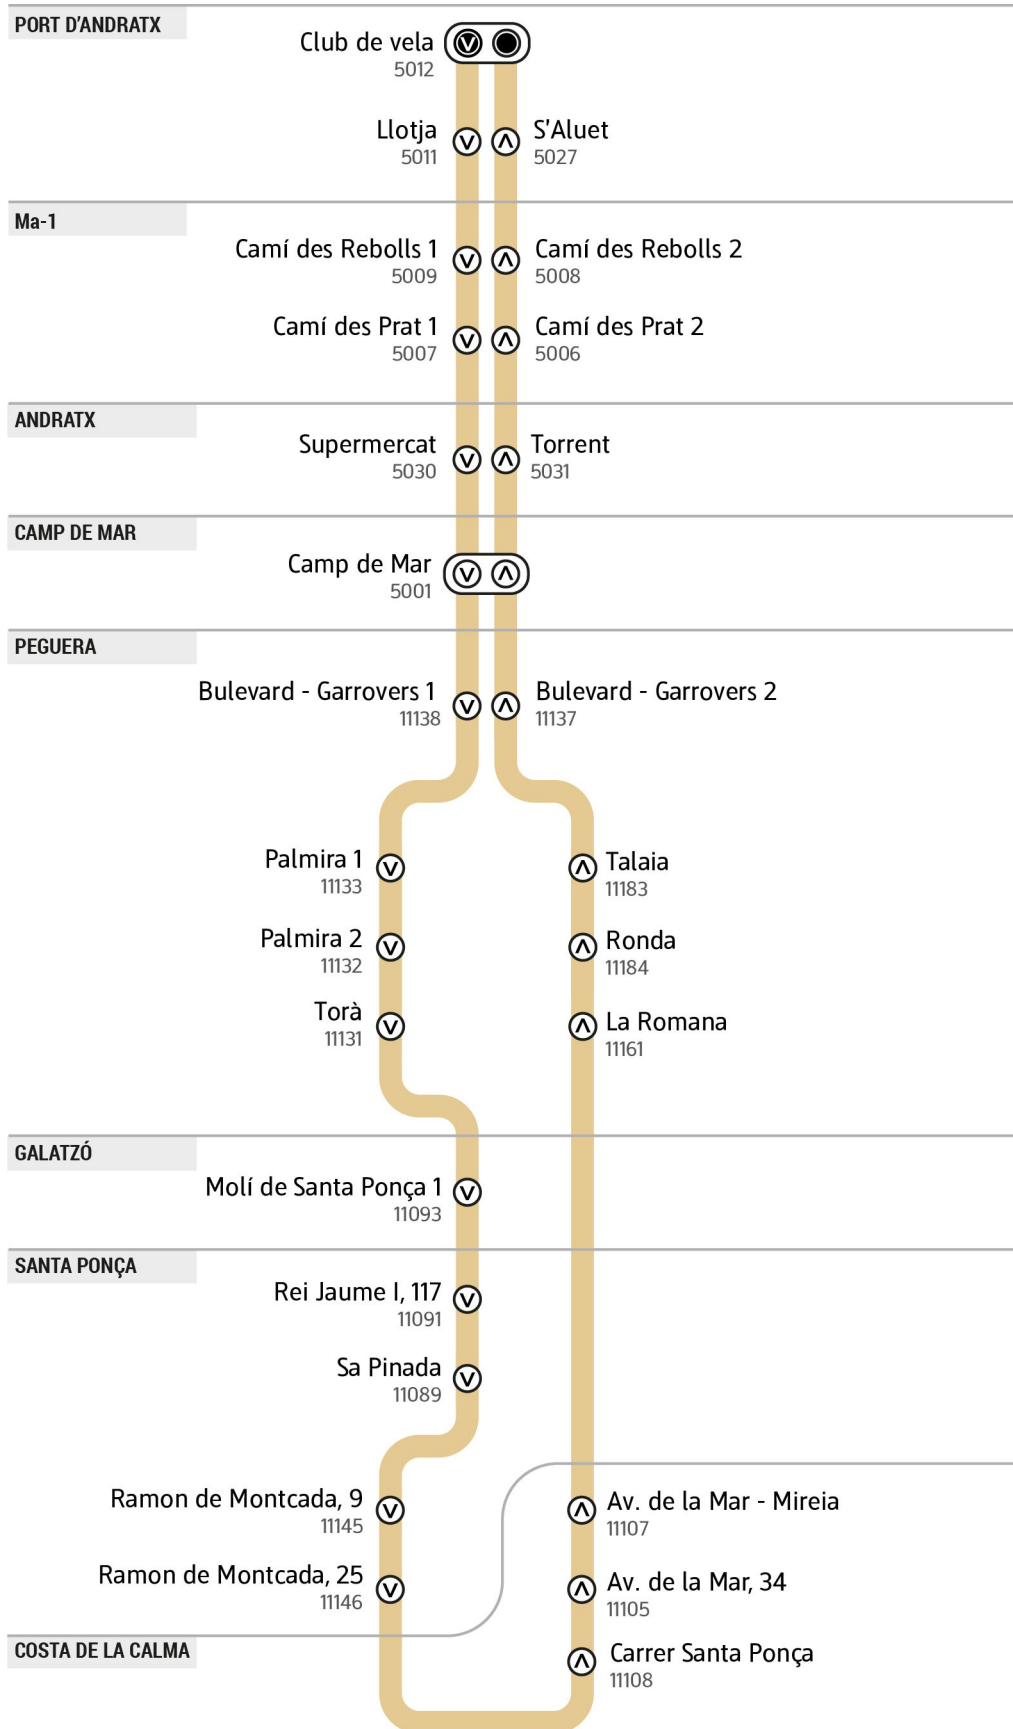 PORT D'ANDRATX
Club de vela
5012
Llotja
5011
S'Aluet
5027
Ma-1
Camí des Rebolls 1
5009
Camí des Rebolls 2
5008
Camí des Prat 1
5007
Camí des Prat 2
5006
ANDRATX
Supermercat
5030
Torrent
5031
CAMP DE MAR
Camp de Mar
5001
PEGUERA
Bulevard - Garrovers 1
11138
Bulevard - Garrovers 2
11137
Palmira 1
11133
Talaia
11183
Palmira 2
11132
Ronda
11184
Torà
11131
La Romana
11161
GALATZÓ
Molí de Santa Ponça 1
11093
SANTA PONÇA
Rei Jaume I, 117
11091
Sa Pinada
11089
Ramon de Montcada, 9
11145
Av. de la Mar - Mireia
11107
Ramon de Montcada, 25
11146
Av. de la Mar, 34
11105
COSTA DE LA CALMA
Carrer Santa Ponça
11108